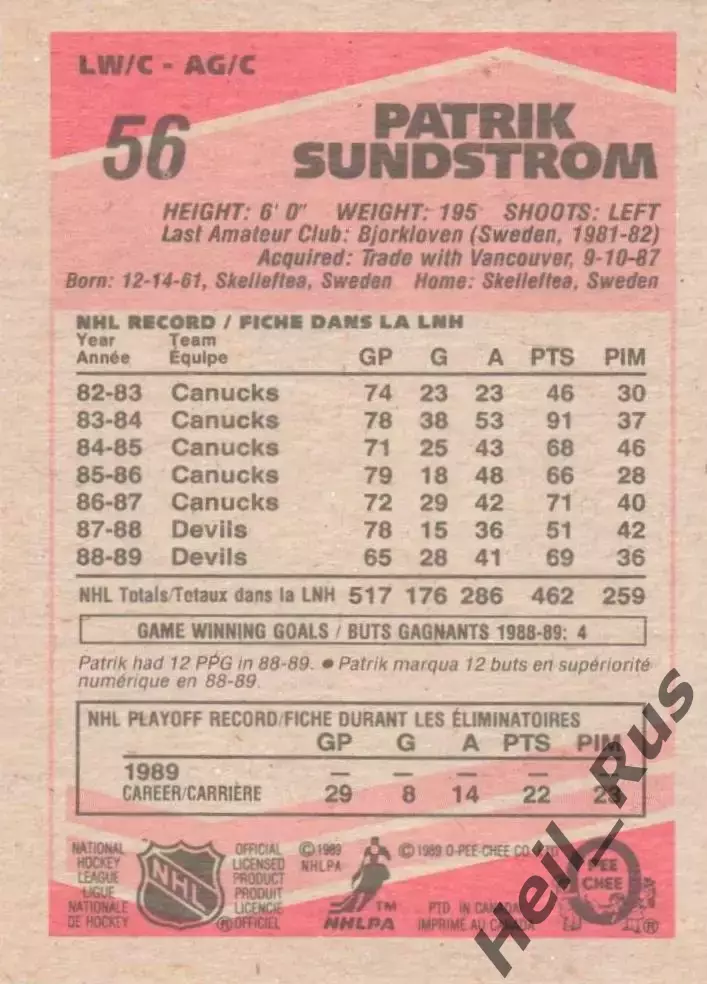 LW/C - AG/C
56
PATRIK
SUNDSTROM
HEIGHT: 6' 0" WEIGHT: 195 SHOOTS: LEFT
Last Amateur Club: Bjorkloven (Sweden, 1981-82)
Acquired: Trade with Vancouver, 9-10-87
Born: 12-14-61, Skelleftea, Sweden Home: Skelleftea, Sweden
NHL RECORD / FICHE DANS LA LNH
Year Team
Année Équipe GP G A PTS PIM
82-83 Canucks 74 23 23 46 30
83-84 Canucks 78 38 53 91 37
84-85 Canucks 71 25 43 68 46
85-86 Canucks 79 18 48 66 28
86-87 Canucks 72 29 42 71 40
87-88 Devils 78 15 36 51 42
88-89 Devils 65 28 41 69 36
NHL Totals/Tetaux dans la LNH 517 176 286 462 259
GAME WINNING GOALS / BUTS GAGNANTS 1988-89: 4
Patrik had 12 PPG in 88-89. ● Patrik marqua 12 buts en supériorité
numérique en 88-89.
NHL PLAYOFF RECORD/FICHE DURANT LES ÉLIMINATOIRES
GP G A PTS PIM
1989 — — — — —
CAREER/CARRIÈRE 29 8 14 22 23
NATIONAL
HOCKEY
LEAGUE
LIGUE
NATIONALE
DE HOCKEY
NHL
OFFICIAL
LICENSED
PRODUCT
PRODUIT
LICENCIE
® OFFICIEL
© 1989
NHLPA
NHLPA ™
© 1989 O-PEE-CHEE CO. LTD
PTD. IN CANADA
IMPRIMÉ AU CANADA
PEE
CHEE
®
Heil_Rus